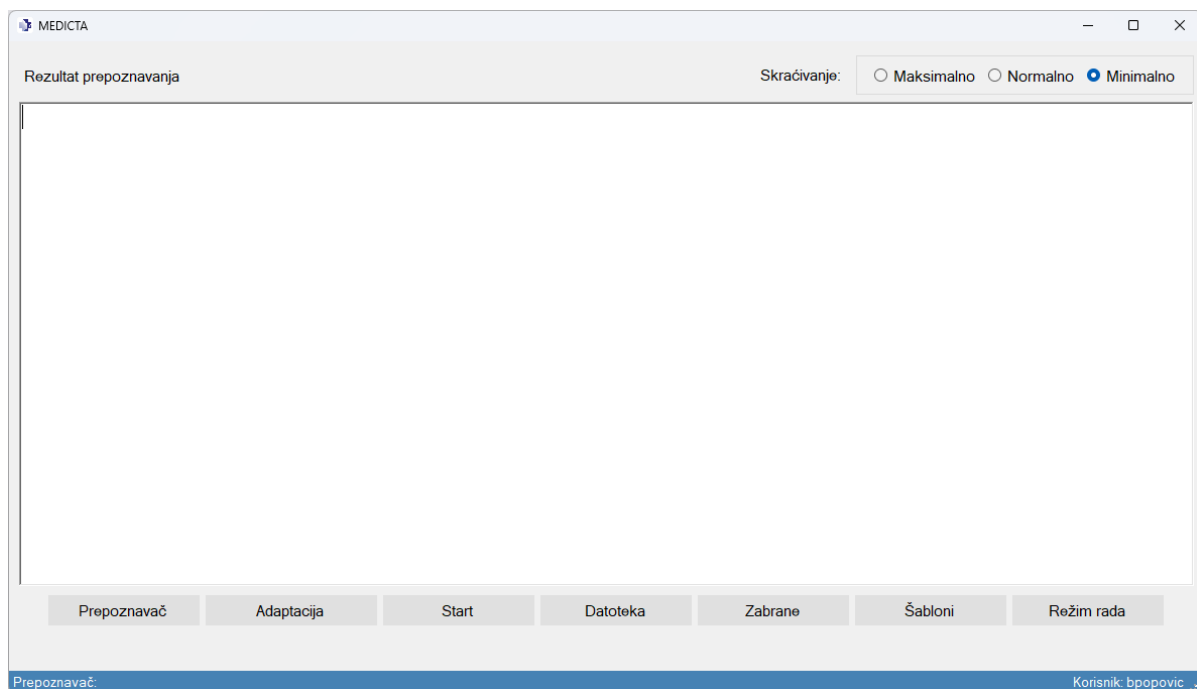 MEDICTA
Rezultat prepoznavanja Skraćivanje: Maksimalno Normalno Minimalno
Prepoznavač Adaptacija Start Datoteka Zabrane Šabloni Režim rada
Prepoznavač: Korisnik: bpopovic